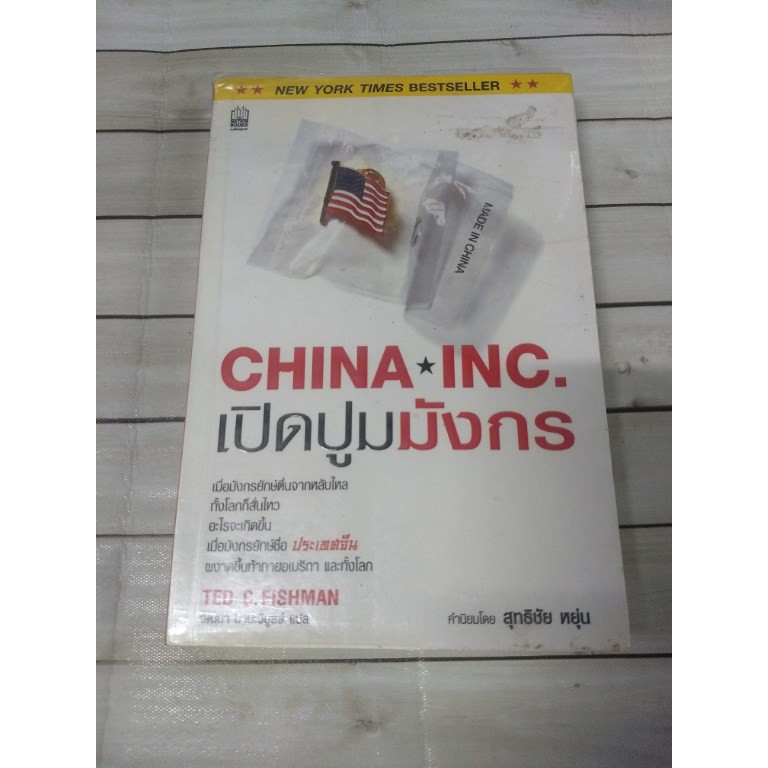 ★★ NEW YORK TIMES BESTSELLER ★★
MADE IN CHINA
CHINA ★ INC.
เปิดปูมมังกร
เมื่อมังกรยักษ์ตื่นจากหลับใหล
ทั้งโลกก็สั่นไหว
อะไรจะเกิดขึ้น
เมื่อมังกรยักษ์ชื่อ ประเทศจีน
ผงาดขึ้นท้าทายอเมริกา และทั้งโลก
TED C. FISHMAN
แปล
คำนิยมโดย สุทธิชัย หยุ่น